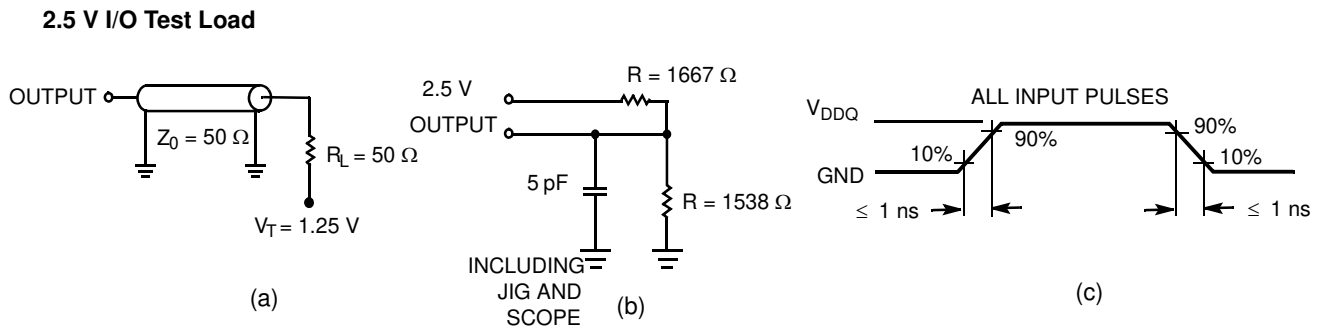 2.5 V I/O Test Load
OUTPUT
Z0 = 50 Ω
RL = 50 Ω
VT = 1.25 V
(a)
R = 1667 Ω
2.5 V
OUTPUT
5 pF
R = 1538 Ω
INCLUDING
JIG AND
SCOPE
(b)
ALL INPUT PULSES
VDDQ
GND
10%
90%
90%
10%
≤ 1 ns
≤ 1 ns
(c)